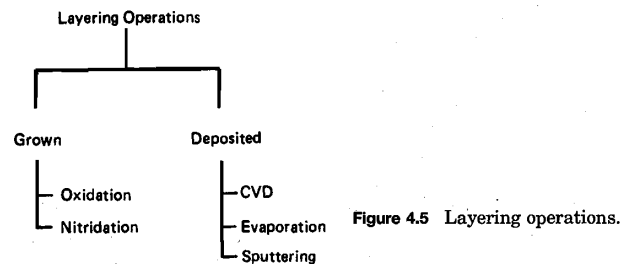 Layering Operations
Grown
Deposited
Oxidation
Nitridation
CVD
Evaporation
Sputtering
Figure 4.5 Layering operations.